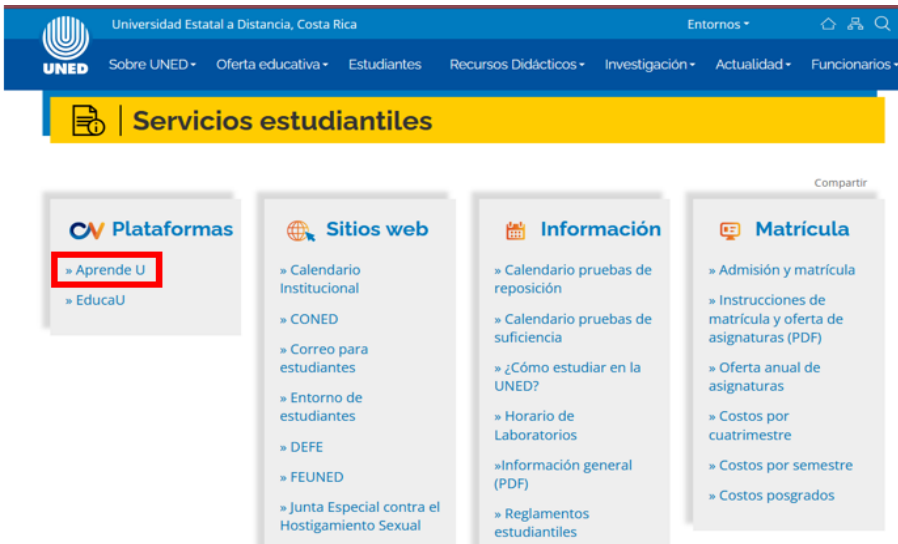 Universidad Estatal a Distancia, Costa Rica
Entornos
UNED
Sobre UNED
Oferta educativa
Estudiantes
Recursos Didácticos
Investigación
Actualidad
Funcionarios
Servicios estudiantiles
Compartir
Plataformas
» Aprende U
» EducaU
Sitios web
» Calendario
Institucional
» CONED
» Correo para
estudiantes
» Entorno de
estudiantes
» DEFE
» FEUNED
» Junta Especial contra el
Hostigamiento Sexual
Información
» Calendario pruebas de
reposición
» Calendario pruebas de
suficiencia
» ¿Cómo estudiar en la
UNED?
» Horario de
Laboratorios
»Información general
(PDF)
» Reglamentos
estudiantiles
Matrícula
» Admisión y matrícula
» Instrucciones de
matrícula y oferta de
asignaturas (PDF)
» Oferta anual de
asignaturas
» Costos por
cuatrimestre
» Costos por semestre
» Costos posgrados